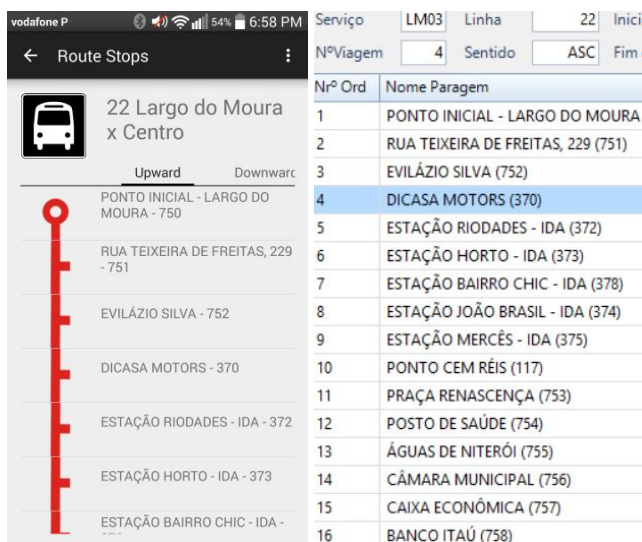 vodafone P 54% 6:58 PM
Route Stops
22 Largo do Moura
x Centro
Upward Downward
PONTO INICIAL - LARGO DO
MOURA - 750
RUA TEIXEIRA DE FREITAS, 229
- 751
EVILÁZIO SILVA - 752
DICASA MOTORS - 370
ESTAÇÃO RIODADES - IDA - 372
ESTAÇÃO HORTO - IDA - 373
ESTAÇÃO BAIRRO CHIC - IDA -
Serviço LM03 Linha 22 Iníci
NºViagem 4 Sentido ASC Fim
Nrº Ord Nome Paragem
1 PONTO INICIAL - LARGO DO MOURA
2 RUA TEIXEIRA DE FREITAS, 229 (751)
3 EVILÁZIO SILVA (752)
4 DICASA MOTORS (370)
5 ESTAÇÃO RIODADES - IDA (372)
6 ESTAÇÃO HORTO - IDA (373)
7 ESTAÇÃO BAIRRO CHIC - IDA (378)
8 ESTAÇÃO JOÃO BRASIL - IDA (374)
9 ESTAÇÃO MERCÊS - IDA (375)
10 PONTO CEM RÉIS (117)
11 PRAÇA RENASCENÇA (753)
12 POSTO DE SAÚDE (754)
13 ÁGUAS DE NITERÓI (755)
14 CÂMARA MUNICIPAL (756)
15 CAIXA ECONÔMICA (757)
16 BANCO ITAÚ (758)